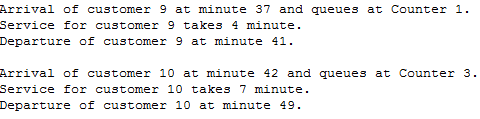 Arrival of customer 9 at minute 37 and queues at Counter 1.
Service for customer 9 takes 4 minute.
Departure of customer 9 at minute 41.
Arrival of customer 10 at minute 42 and queues at Counter 3.
Service for customer 10 takes 7 minute.
Departure of customer 10 at minute 49.